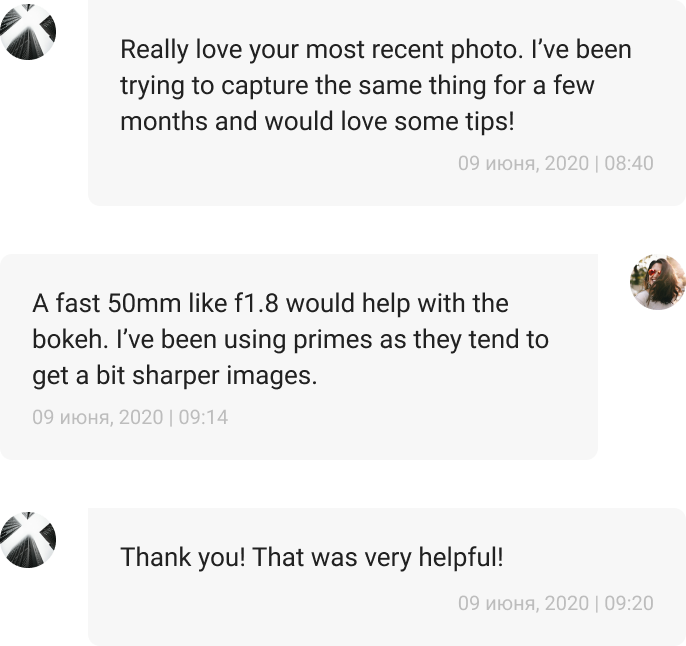 Really love your most recent photo. I’ve been
trying to capture the same thing for a few
months and would love some tips!
09 июня, 2020 | 08:40
A fast 50mm like f1.8 would help with the
bokeh. I’ve been using primes as they tend to
get a bit sharper images.
09 июня, 2020 | 09:14
Thank you! That was very helpful!
09 июня, 2020 | 09:20